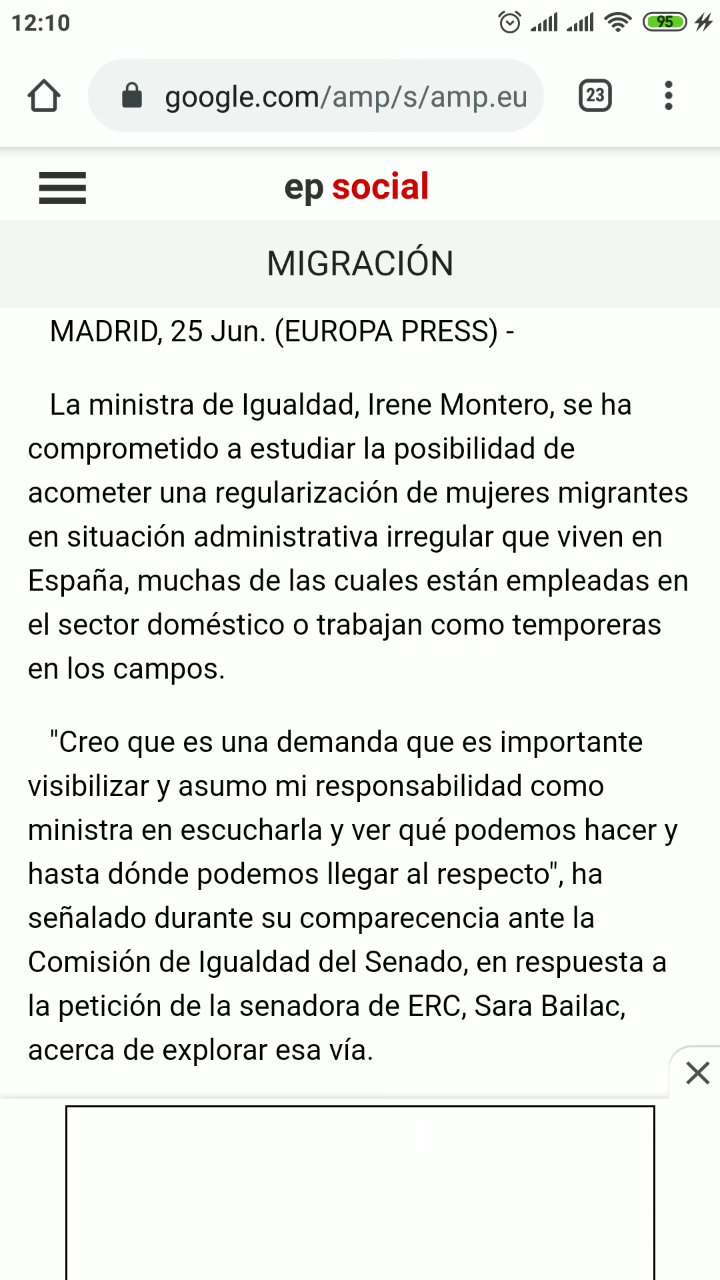 12:10
95
google.com/amp/s/amp.eu
23
ep social
MIGRACIÓN
MADRID, 25 Jun. (EUROPA PRESS) -
La ministra de Igualdad, Irene Montero, se ha
comprometido a estudiar la posibilidad de
acometer una regularización de mujeres migrantes
en situación administrativa irregular que viven en
España, muchas de las cuales están empleadas en
el sector doméstico o trabajan como temporeras
en los campos.
"Creo que es una demanda que es importante
visibilizar y asumo mi responsabilidad como
ministra en escucharla y ver qué podemos hacer y
hasta dónde podemos llegar al respecto", ha
señalado durante su comparecencia ante la
Comisión de Igualdad del Senado, en respuesta a
la petición de la senadora de ERC, Sara Bailac,
acerca de explorar esa vía.